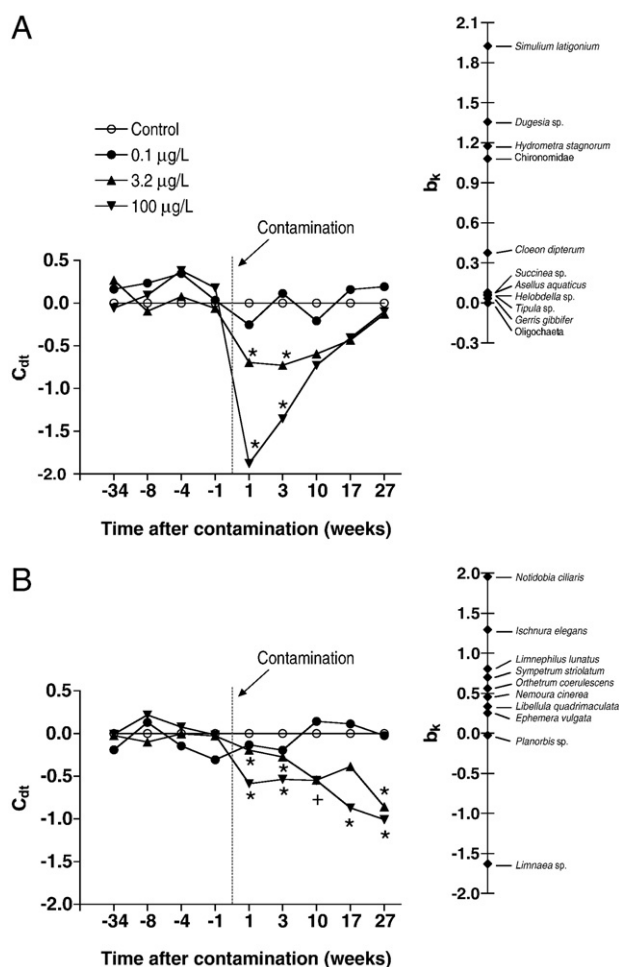 A
Control
0.1 µg/L
3.2 µg/L
100 µg/L
Contamination
0.5
0.0
-0.5
-1.0
-1.5
-2.0
C_dt
* *
*
*
-34 -8 -4 -1 1 3 10 17 27
Time after contamination (weeks)
2.1
1.8
1.5
1.2
0.9
0.6
0.3
0.0
-0.3
b_k
Simulium latigonium
Dugesia sp.
Hydrometra stagnorum
Chironomidae
Cloeon dipterum
Succinea sp.
Asellus aquaticus
Helobdella sp.
Tipula sp.
Gerris gibbifer
Oligochaeta
B
Contamination
0.5
0.0
-0.5
-1.0
-1.5
-2.0
C_dt
* *
* * + * *
*
-34 -8 -4 -1 1 3 10 17 27
Time after contamination (weeks)
2.0
1.5
1.0
0.5
0.0
-0.5
-1.0
-1.5
-2.0
b_k
Notidobia ciliaris
Ischnura elegans
Limnephilus lunatus
Sympetrum striolatum
Orthetrum coerulescens
Nemoura cinerea
Libellula quadrimaculata
Ephemera vulgata
Planorbis sp.
Limnaea sp.